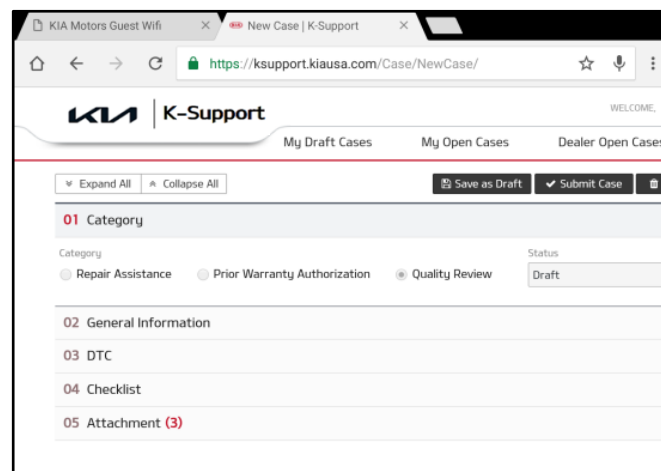 KIA Motors Guest Wifi
New Case | K-Support
https://ksupport.kiausa.com/Case/NewCase/
KIA | K-Support
WELCOME,
My Draft Cases My Open Cases Dealer Open Cases
Expand All Collapse All Save as Draft Submit Case
01 Category
Category Status
Repair Assistance Prior Warranty Authorization Quality Review Draft
02 General Information
03 DTC
04 Checklist
05 Attachment (3)